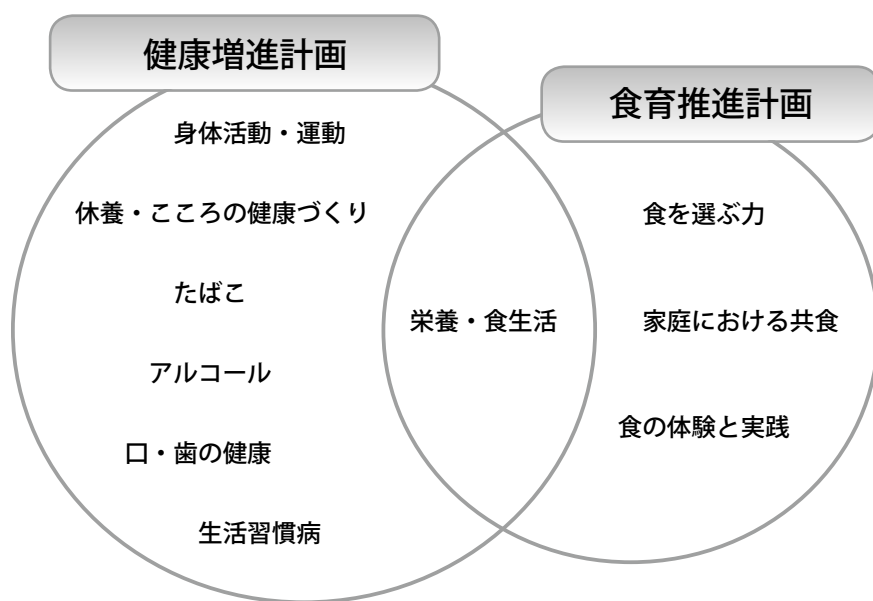 健康増進計画
食育推進計画
身体活動・運動
休養・こころの健康づくり
たばこ
アルコール
口・歯の健康
生活習慣病
栄養・食生活
食を選ぶ力
家庭における共食
食の体験と実践